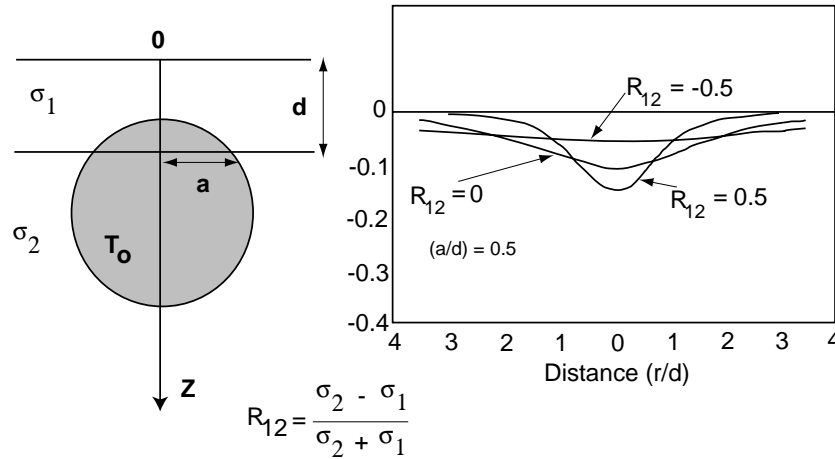 0
σ1
d
a
σ2
To
Z
R12 = σ2 - σ1 / σ2 + σ1
0
-0.1
-0.2
-0.3
-0.4
R12 = -0.5
R12 = 0
R12 = 0.5
(a/d) = 0.5
4 3 2 1 0 1 2 3 4
Distance (r/d)